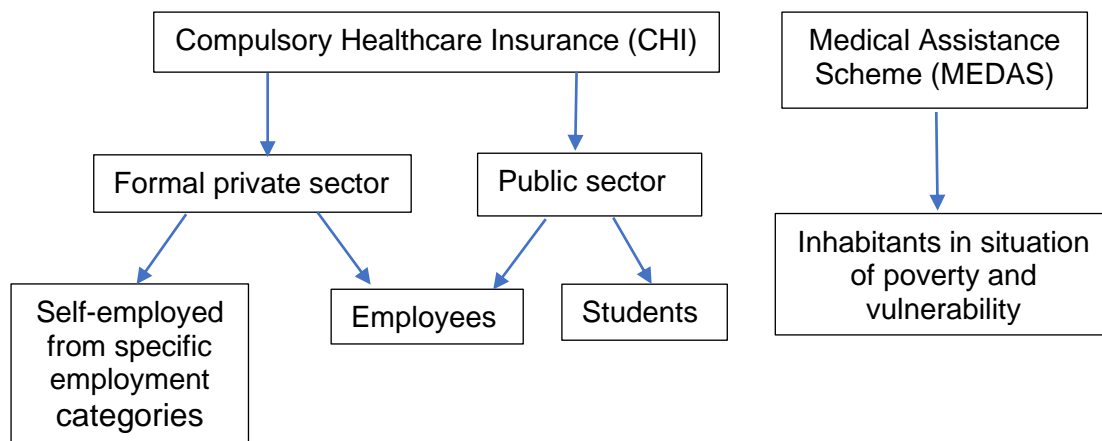 Compulsory Healthcare Insurance (CHI)
Medical Assistance
Scheme (MEDAS)
Formal private sector
Public sector
Inhabitants in situation
of poverty and
vulnerability
Self-employed
from specific
employment
categories
Employees
Students